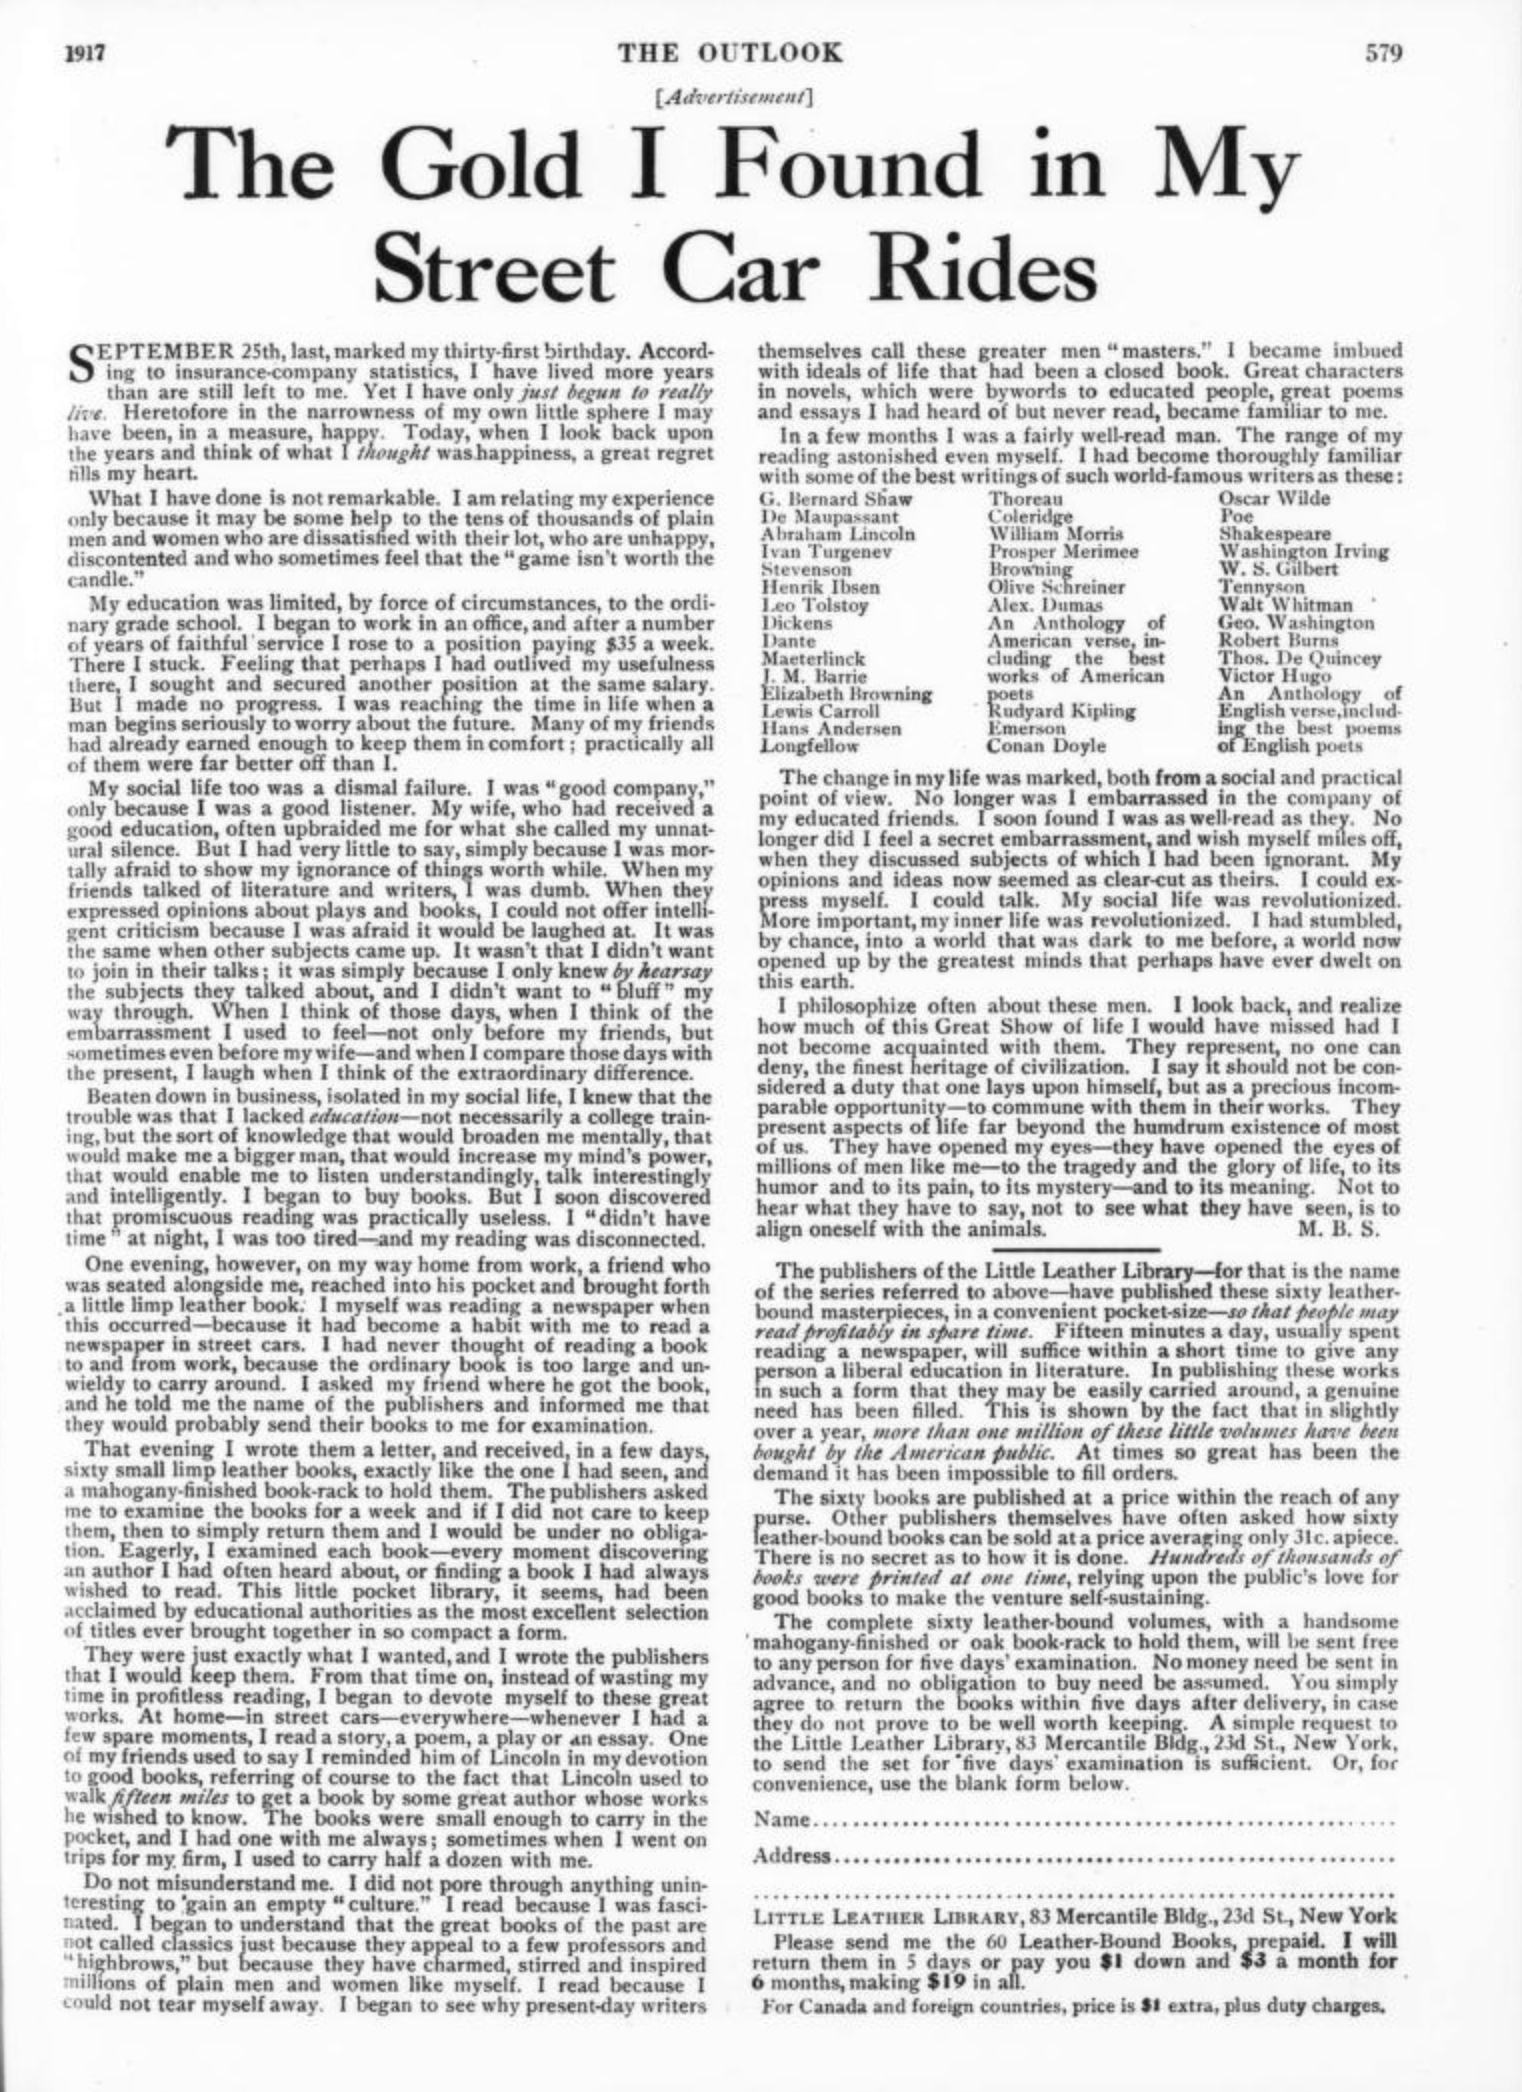 1917
THE OUTLOOK
579
[Advertisement]
The Gold I Found in My
Street Car Rides
SEPTEMBER 25th, last, marked my thirty-first birthday. Accord-
ing to insurance-company statistics, I have lived more years
than are still left to me. Yet I have only just begun to really
live. Heretofore in the narrowness of my own little sphere I may
have been, in a measure, happy. Today, when I look back upon
the years and think of what I thought was happiness, a great regret
fills my heart.
What I have done is not remarkable. I am relating my experience
only because it may be some help to the tens of thousands of plain
men and women who are dissatisfied with their lot, who are unhappy,
discontented and who sometimes feel that the "game isn't worth the
candle."
My education was limited, by force of circumstances, to the ordi-
nary grade school. I began to work in an office, and after a number
of years of faithful service I rose to a position paying $35 a week.
There I stuck. Feeling that perhaps I had outlived my usefulness
there, I sought and secured another position at the same salary.
But I made no progress. I was reaching the time in life when a
man begins seriously to worry about the future. Many of my friends
had already earned enough to keep them in comfort; practically all
of them were far better off than I.
My social life too was a dismal failure. I was "good company,"
only because I was a good listener. My wife, who had received a
good education, often upbraided me for what she called my unnat-
ural silence. But I had very little to say, simply because I was mor-
tally afraid to show my ignorance of things worth while. When my
friends talked of literature and writers, I was dumb. When they
expressed opinions about plays and books, I could not offer intelli-
gent criticism because I was afraid it would be laughed at. It was
the same when other subjects came up. It wasn't that I didn't want
to join in their talks; it was simply because I only knew by hearsay
the subjects they talked about, and I didn't want to "bluff" my
way through. When I think of those days, when I think of the
embarrassment I used to feel—not only before my friends, but
sometimes even before my wife—and when I compare those days with
the present, I laugh when I think of the extraordinary difference.
Beaten down in business, isolated in my social life, I knew that the
trouble was that I lacked education—not necessarily a college train-
ing, but the sort of knowledge that would broaden me mentally, that
would make me a bigger man, that would increase my mind's power,
that would enable me to listen understandingly, talk interestingly
and intelligently. I began to buy books. But I soon discovered
that promiscuous reading was practically useless. I "didn't have
time" at night, I was too tired—and my reading was disconnected.
One evening, however, on my way home from work, a friend who
was seated alongside me, reached into his pocket and brought forth
a little limp leather book. I myself was reading a newspaper when
this occurred—because it had become a habit with me to read a
newspaper in street cars. I had never thought of reading a book
to and from work, because the ordinary book is too large and un-
wieldy to carry around. I asked my friend where he got the book,
and he told me the name of the publishers and informed me that
they would probably send their books to me for examination.
That evening I wrote them a letter, and received, in a few days,
sixty small limp leather books, exactly like the one I had seen, and
a mahogany-finished book-rack to hold them. The publishers asked
me to examine the books for a week and if I did not care to keep
them, then to simply return them and I would be under no obliga-
tion. Eagerly, I examined each book—every moment discovering
an author I had often heard about, or finding a book I had always
wished to read. This little pocket library, it seems, had been
acclaimed by educational authorities as the most excellent selection
of titles ever brought together in so compact a form.
They were just exactly what I wanted, and I wrote the publishers
that I would keep them. From that time on, instead of wasting my
time in profitless reading, I began to devote myself to these great
works. At home—in street cars—everywhere—whenever I had a
few spare moments, I read a story, a poem, a play or an essay. One
of my friends used to say I reminded him of Lincoln in my devotion
to good books, referring of course to the fact that Lincoln used to
walk fifteen miles to get a book by some great author whose works
he wished to know. The books were small enough to carry in the
pocket, and I had one with me always; sometimes when I went on
trips for my firm, I used to carry half a dozen with me.
Do not misunderstand me. I did not pore through anything unin-
teresting to gain an empty "culture." I read because I was fasci-
nated. I began to understand that the great books of the past are
not called classics just because they appeal to a few professors and
"highbrows," but because they have charmed, stirred and inspired
millions of plain men and women like myself. I read because I
could not tear myself away. I began to see why present-day writers
themselves call these greater men "masters." I became imbued
with ideals of life that had been a closed book. Great characters
in novels, which were bywords to educated people, great poems
and essays I had heard of but never read, became familiar to me.
In a few months I was a fairly well-read man. The range of my
reading astonished even myself. I had become thoroughly familiar
with some of the best writings of such world-famous writers as these:
G. Bernard Shaw
De Maupassant
Abraham Lincoln
Ivan Turgenev
Stevenson
Henrik Ibsen
Leo Tolstoy
Dickens
Dante
Maeterlinck
J. M. Barrie
Elizabeth Browning
Lewis Carroll
Hans Andersen
Longfellow
Thoreau
Coleridge
William Morris
Prosper Merimee
Browning
Olive Schreiner
Alex. Dumas
An Anthology of
American verse, in-
cluding the best
works of American
poets
Rudyard Kipling
Emerson
Conan Doyle
Oscar Wilde
Poe
Shakespeare
Washington Irving
W. S. Gilbert
Tennyson
Walt Whitman
Geo. Washington
Robert Burns
Thos. De Quincey
Victor Hugo
An Anthology of
English verse, includ-
ing the best poems
of English poets
The change in my life was marked, both from a social and practical
point of view. No longer was I embarrassed in the company of
my educated friends. I soon found I was as well-read as they. No
longer did I feel a secret embarrassment, and wish myself miles off,
when they discussed subjects of which I had been ignorant. My
opinions and ideas now seemed as clear-cut as theirs. I could ex-
press myself. I could talk. My social life was revolutionized.
More important, my inner life was revolutionized. I had stumbled,
by chance, into a world that was dark to me before, a world now
opened up by the greatest minds that perhaps have ever dwelt on
this earth.
I philosophize often about these men. I look back, and realize
how much of this Great Show of life I would have missed had I
not become acquainted with them. They represent, no one can
deny, the finest heritage of civilization. I say it should not be con-
sidered a duty that one lays upon himself, but as a precious incom-
parable opportunity—to commune with them in their works. They
present aspects of life far beyond the humdrum existence of most
of us. They have opened my eyes—they have opened the eyes of
millions of men like me—to the tragedy and the glory of life, to its
humor and to its pain, to its mystery—and to its meaning. Not to
hear what they have to say, not to see what they have seen, is to
align oneself with the animals. M. B. S.
The publishers of the Little Leather Library—for that is the name
of the series referred to above—have published these sixty leather-
bound masterpieces, in a convenient pocket-size—so that people may
read profitably in spare time. Fifteen minutes a day, usually spent
reading a newspaper, will suffice within a short time to give any
person a liberal education in literature. In publishing these works
in such a form that they may be easily carried around, a genuine
need has been filled. This is shown by the fact that in slightly
over a year, more than one million of these little volumes have been
bought by the American public. At times so great has been the
demand it has been impossible to fill orders.
The sixty books are published at a price within the reach of any
purse. Other publishers themselves have often asked how sixty
leather-bound books can be sold at a price averaging only 31c. apiece.
There is no secret as to how it is done. Hundreds of thousands of
books were printed at one time, relying upon the public's love for
good books to make the venture self-sustaining.
The complete sixty leather-bound volumes, with a handsome
mahogany-finished or oak book-rack to hold them, will be sent free
to any person for five days' examination. No money need be sent in
advance, and no obligation to buy need be assumed. You simply
agree to return the books within five days after delivery, in case
they do not prove to be well worth keeping. A simple request to
the Little Leather Library, 83 Mercantile Bldg., 23d St., New York,
to send the set for five days' examination is sufficient. Or, for
convenience, use the blank form below.
Name
Address
LITTLE LEATHER LIBRARY, 83 Mercantile Bldg., 23d St., New York
Please send me the 60 Leather-Bound Books, prepaid. I will
return them in 5 days or pay you $1 down and $3 a month for
6 months, making $19 in all.
For Canada and foreign countries, price is $1 extra, plus duty charges.